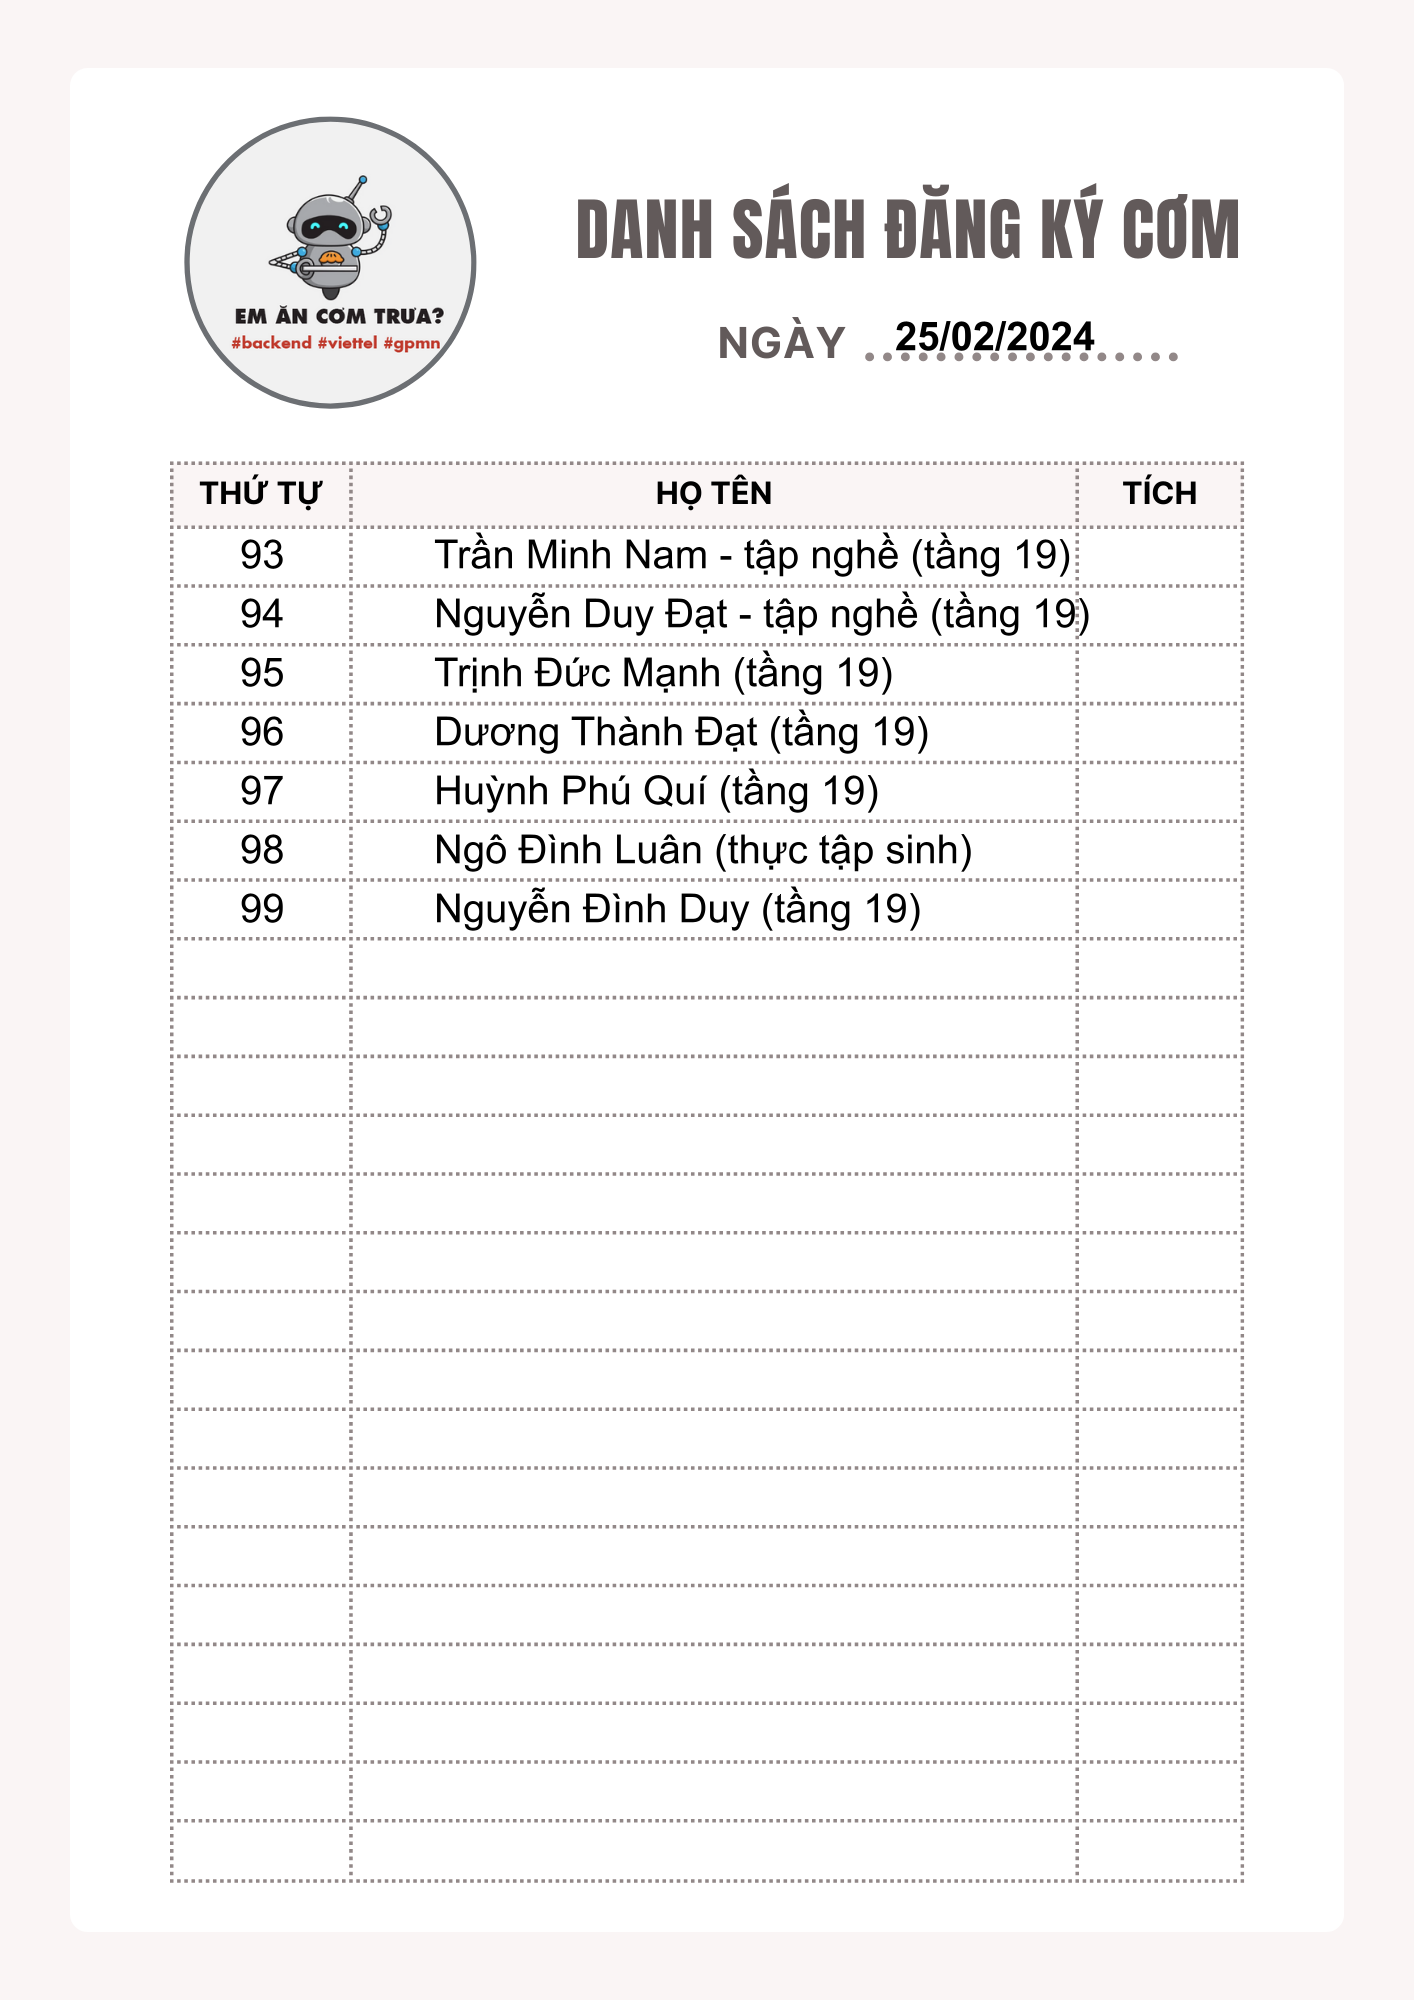 EM ĂN CƠM TRƯA?
#backend #viettel #gpmn
DANH SÁCH ĐĂNG KÝ CƠM
NGÀY 25/02/2024
THỨ TỰ HỌ TÊN TÍCH
93 Trần Minh Nam - tập nghề (tầng 19)
94 Nguyễn Duy Đạt - tập nghề (tầng 19)
95 Trịnh Đức Mạnh (tầng 19)
96 Dương Thành Đạt (tầng 19)
97 Huỳnh Phú Quí (tầng 19)
98 Ngô Đình Luân (thực tập sinh)
99 Nguyễn Đình Duy (tầng 19)